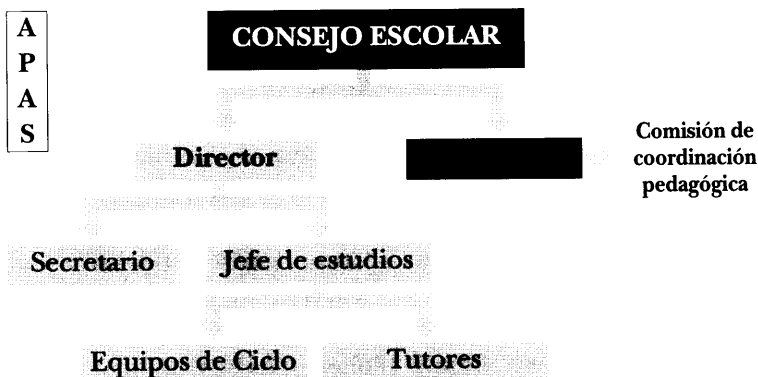 A
P
A
S
CONSEJO ESCOLAR
Director
Comisión de
coordinación
pedagógica
Secretario
Jefe de estudios
Equipos de Ciclo
Tutores